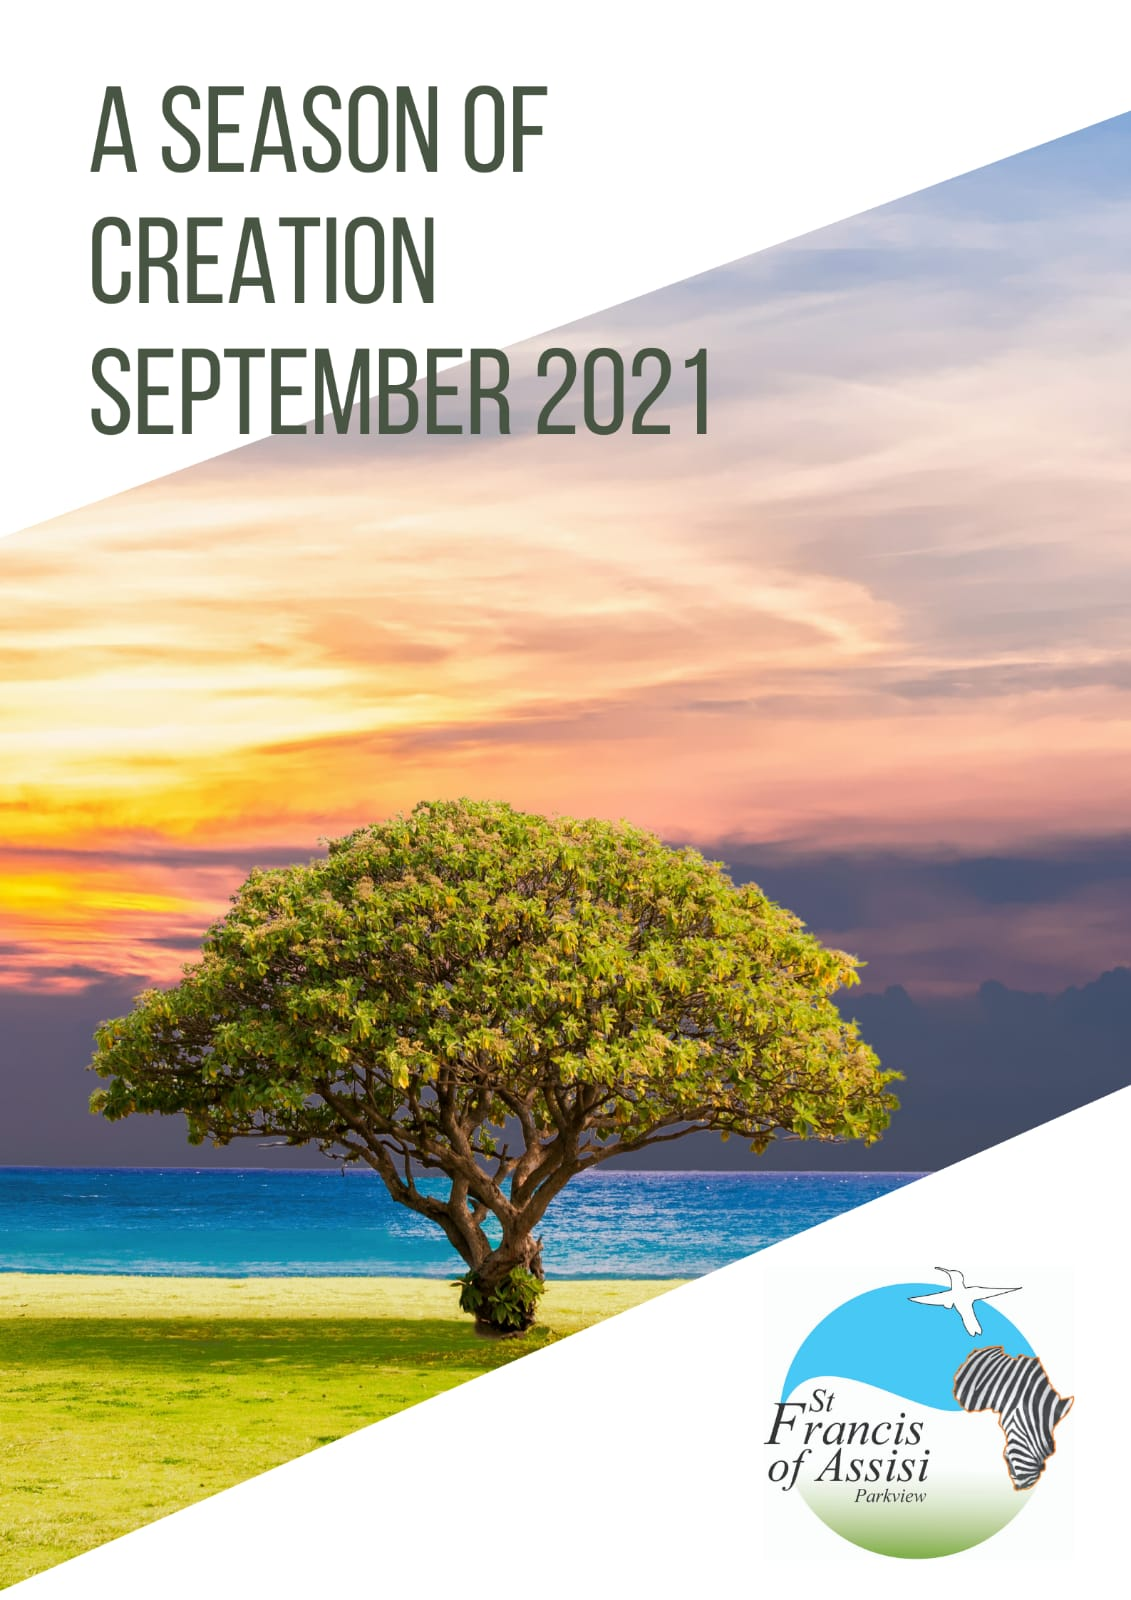 A SEASON OF
CREATION
SEPTEMBER 2021
St
Francis
of Assisi
Parkview